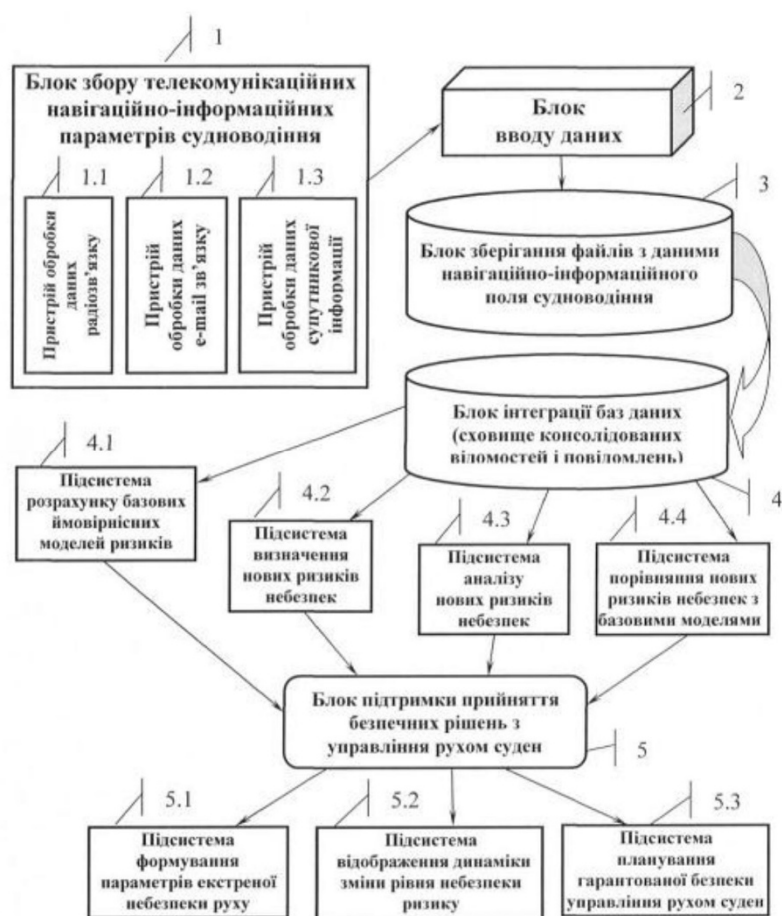 1
Блок збору телекомунікаційних
навігаційно-інформаційних
параметрів судноводіння
1.1
1.2
1.3
Пристрій обробки
даних
радіозв’язку
Пристрій
обробки даних
e-mail зв’язку
Пристрій
обробки даних
супутникової
інформації
2
Блок
вводу даних
3
Блок зберігання файлів з даними
навігаційно-інформаційного
поля судноводіння
Блок інтеграції баз даних
(сховище консолідованих
відомостей і повідомлень)
4
4.1
Підсистема
розрахунку базових
ймовірнісних
моделей ризиків
4.2
Підсистема
визначення
нових ризиків
небезпек
4.3
Підсистема
аналізу
нових ризиків
небезпек
4.4
Підсистема
порівняння нових
ризиків небезпек з
базовими моделями
Блок підтримки прийняття
безпечних рішень з
управління рухом суден
5
5.1
Підсистема
формування
параметрів екстреної
небезпеки руху
5.2
Підсистема
відображення динаміки
зміни рівня небезпеки
ризику
5.3
Підсистема
планування
гарантованої безпеки
управління рухом суден